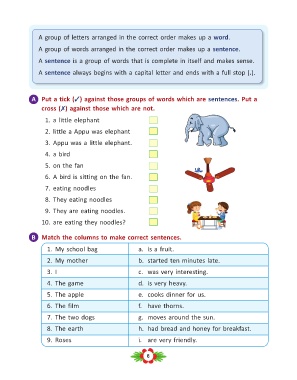 A group of letters arranged in the correct order makes up a word.
A group of words arranged in the correct order makes up a sentence.
A sentence is a group of words that is complete in itself and makes sense.
A sentence always begins with a capital letter and ends with a full stop (.).
A Put a tick (✓) against those groups of words which are sentences. Put a
cross (✗) against those which are not.
1. a little elephant
2. little a Appu was elephant
3. Appu was a little elephant.
4. a bird
5. on the fan
6. A bird is sitting on the fan.
7. eating noodles
8. They eating noodles
9. They are eating noodles.
10. are eating they noodles?
B Match the columns to make correct sentences.
1. My school bag a. is a fruit.
2. My mother b. started ten minutes late.
3. I c. was very interesting.
4. The game d. is very heavy.
5. The apple e. cooks dinner for us.
6. The film f. have thorns.
7. The two dogs g. moves around the sun.
8. The earth h. had bread and honey for breakfast.
9. Roses i. are very friendly.
6